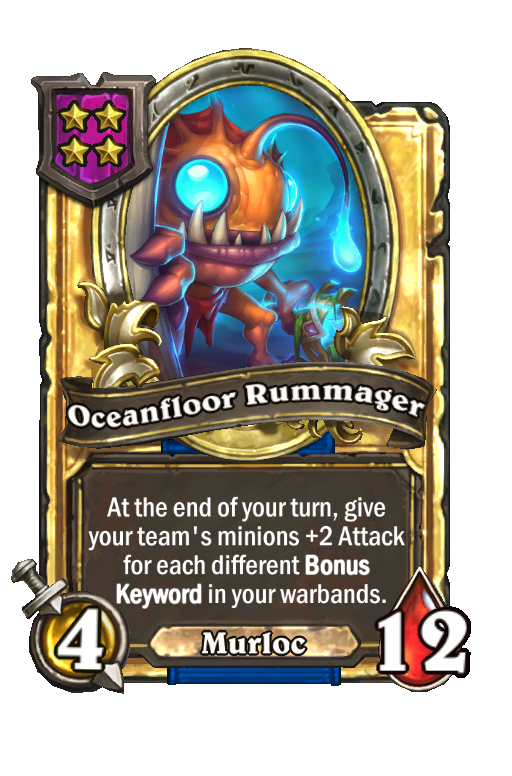 Oceanfloor Rummager
At the end of your turn, give
your team's minions +2 Attack
for each different Bonus
Keyword in your warbands.
4
Murloc
12